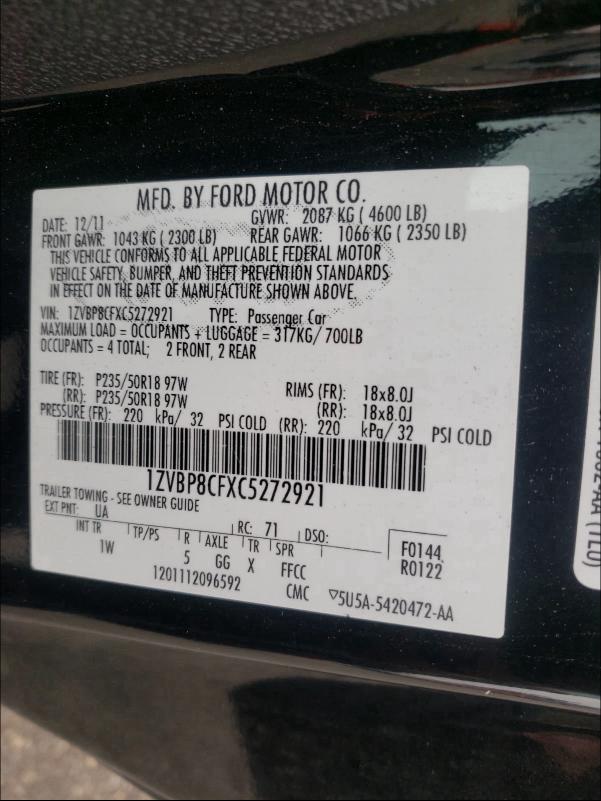 MFD. BY FORD MOTOR CO.
DATE: 12/11 GVWR: 2087 KG ( 4600 LB)
FRONT GAWR: 1043 KG ( 2300 LB) REAR GAWR: 1066 KG ( 2350 LB)
THIS VEHICLE CONFORMS TO ALL APPLICABLE FEDERAL MOTOR
VEHICLE SAFETY, BUMPER, AND THEFT PREVENTION STANDARDS
IN EFFECT ON THE DATE OF MANUFACTURE SHOWN ABOVE.
VIN: 1ZVBP8CFXC5272921 TYPE: Passenger Car
MAXIMUM LOAD = OCCUPANTS + LUGGAGE = 317KG/ 700LB
OCCUPANTS = 4 TOTAL; 2 FRONT, 2 REAR
TIRE (FR): P235/50R18 97W RIMS (FR): 18x8.0J
(RR): P235/50R18 97W (RR): 18x8.0J
PRESSURE (FR): 220 kPa/ 32 PSI COLD (RR): 220 kPa/ 32 PSI COLD
1ZVBP8CFXC5272921
TRAILER TOWING - SEE OWNER GUIDE
EXT PNT: UA RC: 71 DSO:
INT TR TP/PS R AXLE TR SPR F0144
1W 5 GG X FFCC R0122
1201112096592 CMC ▽5U5A-5420472-AA